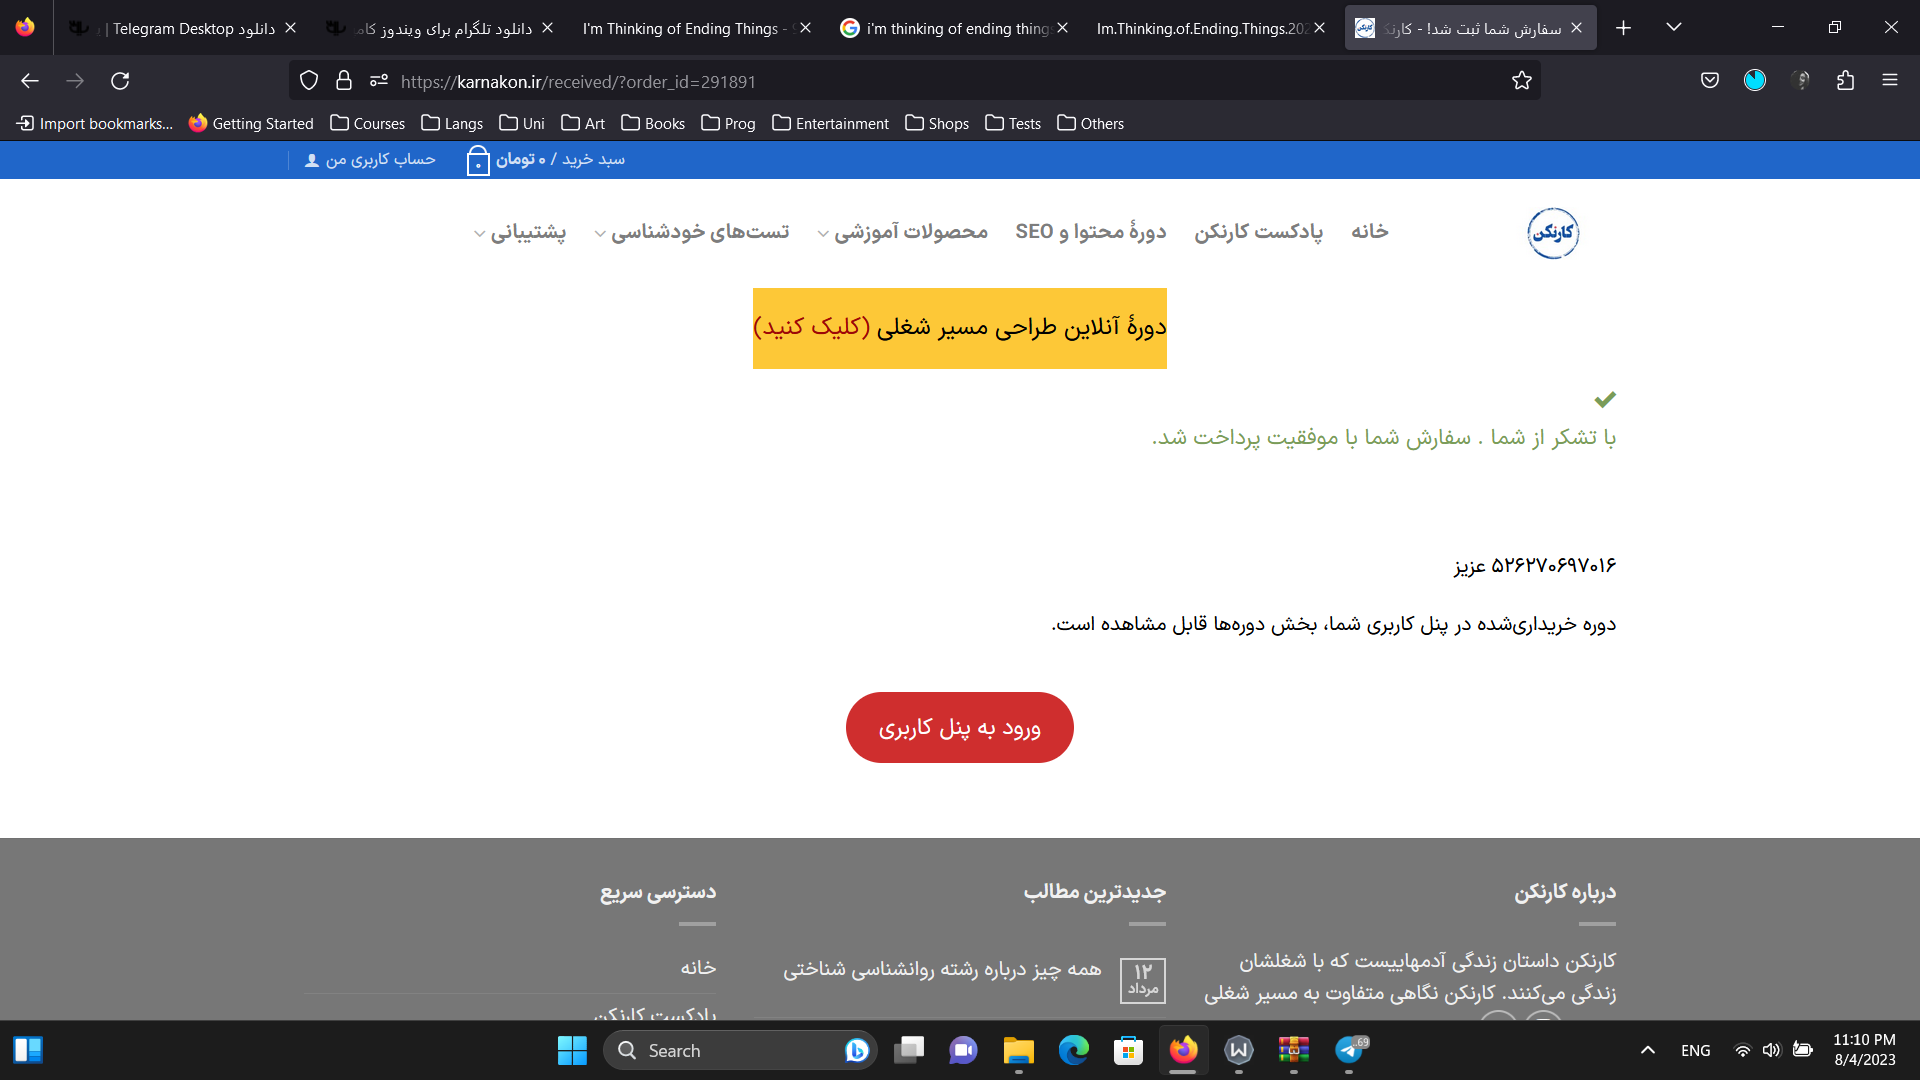 دانلود Telegram Desktop |
دانلود تلگرام برای ویندوز
I'm Thinking of Ending Things -
i'm thinking of ending things
Im.Thinking.of.Ending.Things.202
سفارش شما ثبت شد! - کارنک
https://karnakon.ir/received/?order_id=291891
Import bookmarks...
Getting Started
Courses
Langs
Uni
Art
Books
Prog
Entertainment
Shops
Tests
Others
سبد خرید / ۰ تومان
۰
حساب کاربری من
کارنکن
خانه
پادکست کارنکن
دورهٔ محتوا و SEO
محصولات آموزشی
تست‌های خودشناسی
پشتیبانی
دورهٔ آنلاین طراحی مسیر شغلی (کلیک کنید)
با تشکر از شما . سفارش شما با موفقیت پرداخت شد.
۵۲۶۲۷۰۶۹۷۰۱۶ عزیز
دوره خریداری‌شده در پنل کاربری شما، بخش دوره‌ها قابل مشاهده است.
ورود به پنل کاربری
درباره کارنکن
کارنکن داستان زندگی آدمهاییست که با شغلشان
زندگی می‌کنند. کارنکن نگاهی متفاوت به مسیر شغلی
جدیدترین مطالب
۱۲
مرداد
همه چیز درباره رشته روانشناسی شناختی
دسترسی سریع
خانه
پادکست کارنکن
Search
69
ENG
11:10 PM
8/4/2023